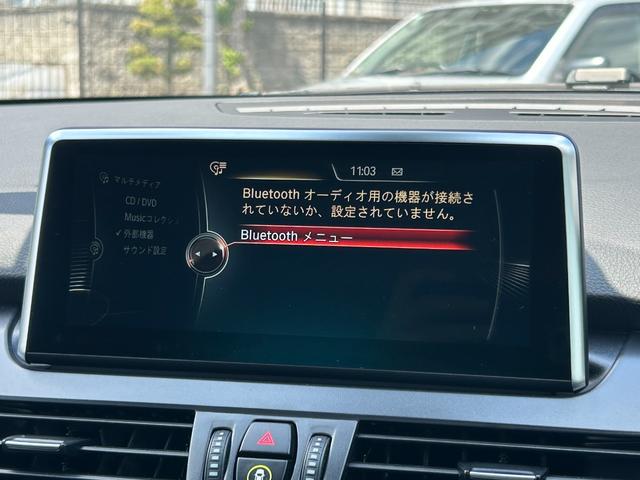 11:03
マルチメディア
CD / DVD
Musicコレクシ
外部機器
サウンド設定
Bluetooth オーディオ用の機器が接続さ
れていないか、設定されていません。
Bluetooth メニュー